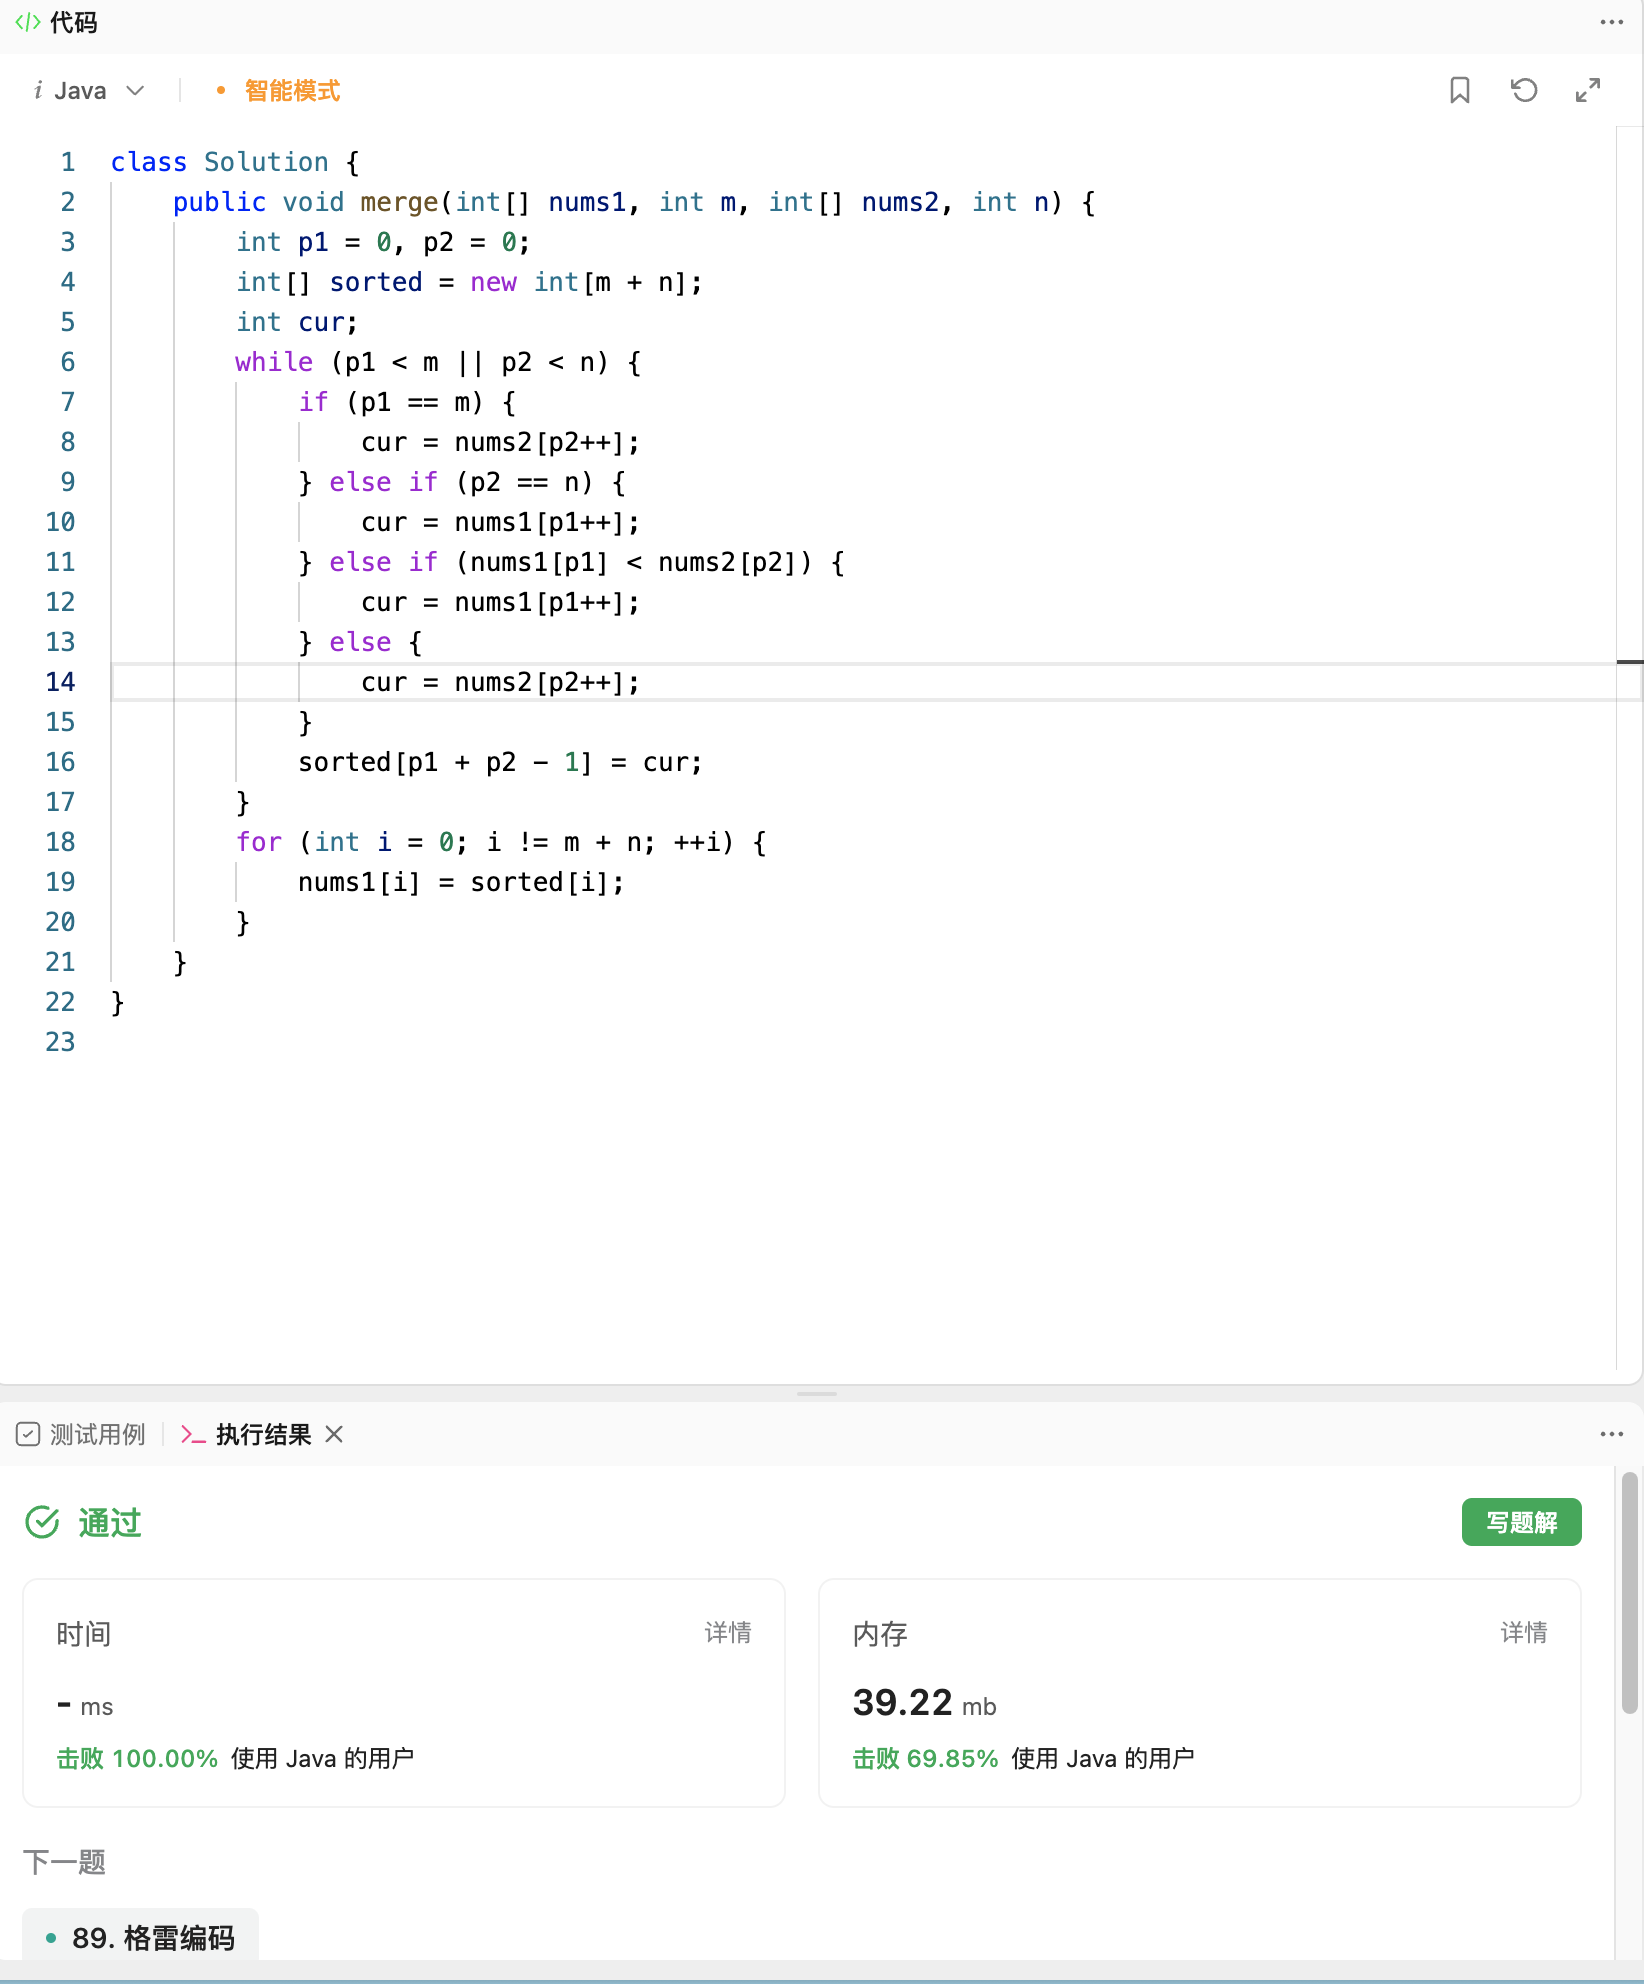 </> 代码
i Java 智能模式
1 class Solution {
2     public void merge(int[] nums1, int m, int[] nums2, int n) {
3         int p1 = 0, p2 = 0;
4         int[] sorted = new int[m + n];
5         int cur;
6         while (p1 < m || p2 < n) {
7             if (p1 == m) {
8                 cur = nums2[p2++];
9             } else if (p2 == n) {
10                 cur = nums1[p1++];
11             } else if (nums1[p1] < nums2[p2]) {
12                 cur = nums1[p1++];
13             } else {
14                 cur = nums2[p2++];
15             }
16             sorted[p1 + p2 - 1] = cur;
17         }
18         for (int i = 0; i != m + n; ++i) {
19             nums1[i] = sorted[i];
20         }
21     }
22 }
23
测试用例 >_ 执行结果
通过 写题解
时间 详情
- ms
击败 100.00% 使用 Java 的用户
内存 详情
39.22 mb
击败 69.85% 使用 Java 的用户
下一题
89. 格雷编码